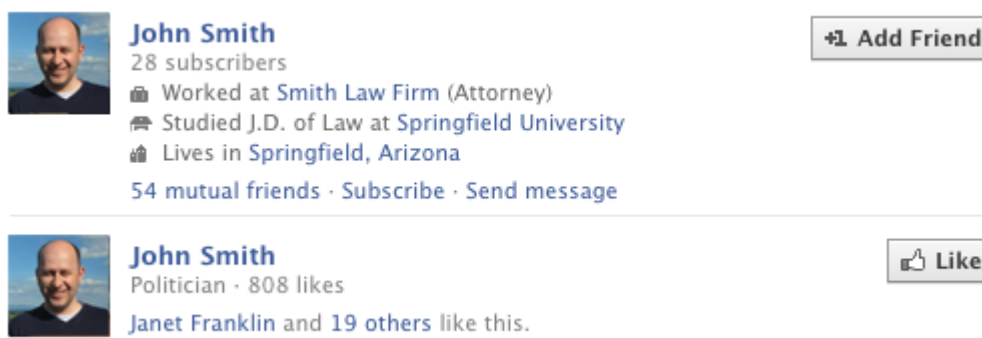 John Smith
+1 Add Friend
28 subscribers
Worked at Smith Law Firm (Attorney)
Studied J.D. of Law at Springfield University
Lives in Springfield, Arizona
54 mutual friends · Subscribe · Send message
John Smith
Like
Politician · 808 likes
Janet Franklin and 19 others like this.